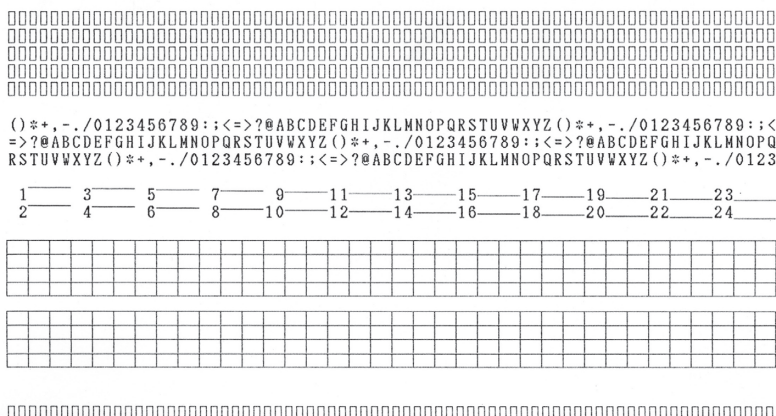 ()*+,-./0123456789:;<=>?@ABCDEFGHIJKLMNOPQRSTUVWXYZ()*+,-./0123456789:;<
=>?@ABCDEFGHIJKLMNOPQRSTUVWXYZ()*+,-./0123456789:;<=>?@ABCDEFGHIJKLMNOPQ
RSTUVWXYZ()*+,-./0123456789:;<=>?@ABCDEFGHIJKLMNOPQRSTUVWXYZ()*+,-./0123
1 3 5 7 9 11 13 15 17 19 21 23
2 4 6 8 10 12 14 16 18 20 22 24